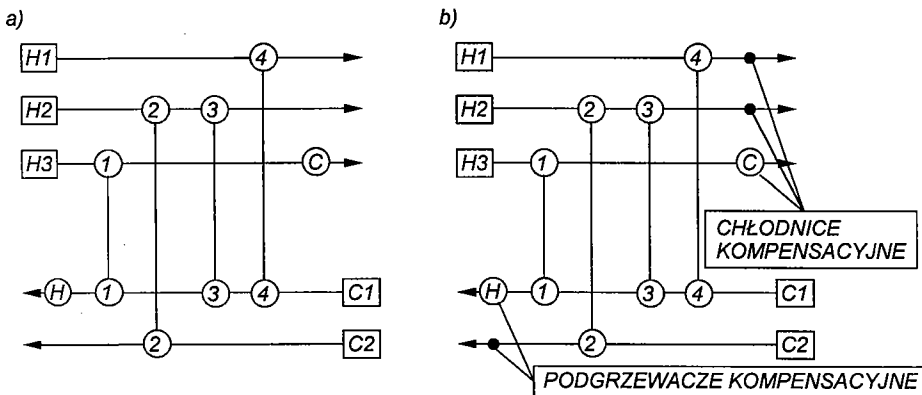 a)
H1 4
H2 2 3
H3 1 C
H 1 3 4 C1
2 C2
b)
H1 4
H2 2 3
H3 1 C
CHŁODNICE
KOMPENSACYJNE
H 1 3 4 C1
2 C2
PODGRZEWACZE KOMPENSACYJNE